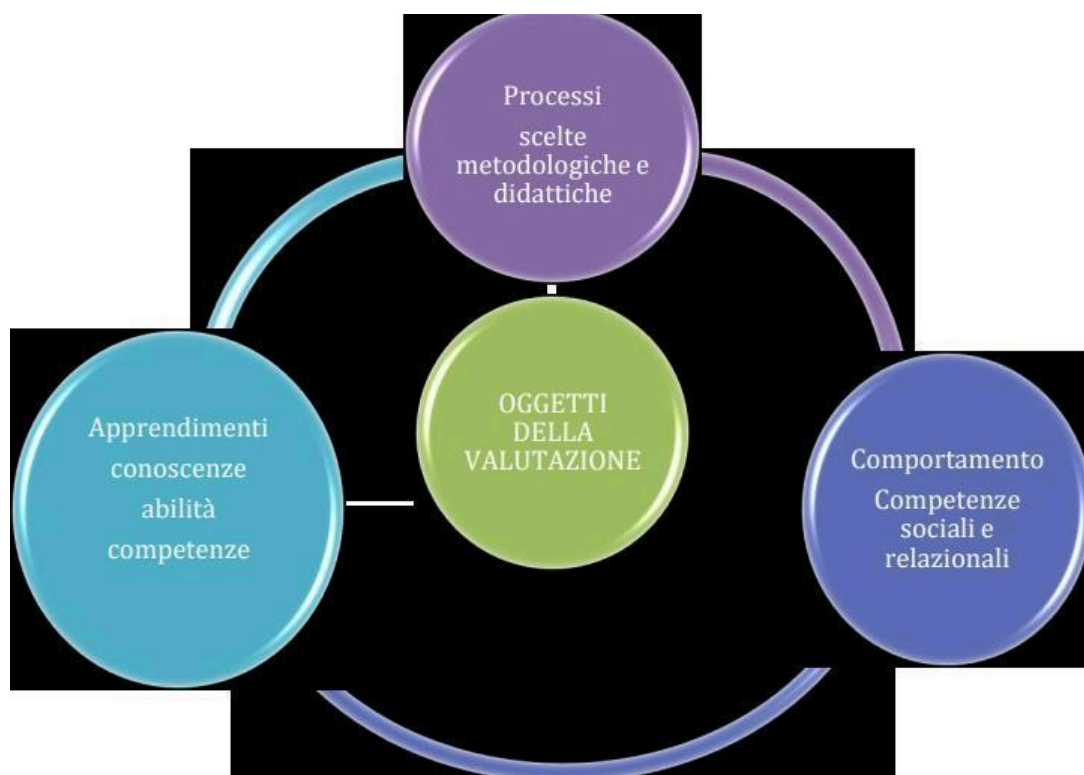 Processi
scelte
metodologiche e
didattiche
OGGETTI
DELLA
VALUTAZIONE
Apprendimenti
conoscenze
abilità
competenze
Comportamento
Competenze
sociali e
relazionali